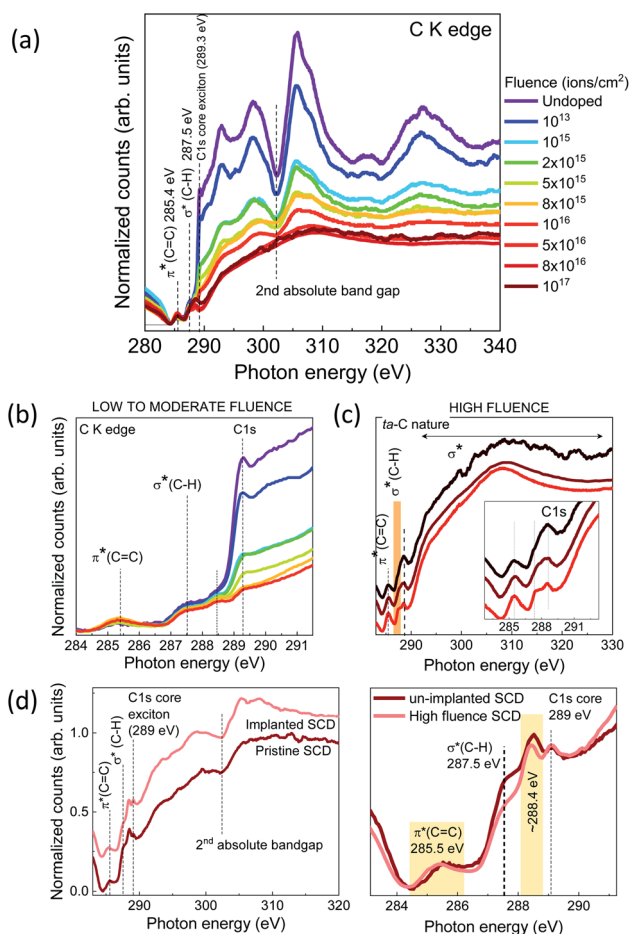 (a)
C K edge
Normalized counts (arb. units)
π* (C=C) 285.4 eV
σ* (C-H) 287.5 eV
C1s core exciton (289.3 eV)
2nd absolute band gap
280 290 300 310 320 330 340
Photon energy (eV)
Fluence (ions/cm²)
Undoped
10¹³
10¹⁵
2x10¹⁵
5x10¹⁵
8x10¹⁵
10¹⁶
5x10¹⁶
8x10¹⁶
10¹⁷
(b)
LOW TO MODERATE FLUENCE
C K edge
C1s
σ*(C-H)
π*(C=C)
Normalized counts (arb. units)
284 285 286 287 288 289 290 291
Photon energy (eV)
(c)
HIGH FLUENCE
ta-C nature
σ*
σ* (C-H)
π* (C=C)
C1s
285 288 291
Normalized counts (arb. units)
290 300 310 320 330
Photon energy (eV)
(d)
Normalized counts (arb. units)
1.0
0.5
0.0
C1s core
exciton
(289 eV)
σ* (C-H)
π*(C=C)
Implanted SCD
Pristine SCD
2nd absolute bandgap
290 300 310 320
Photon energy (eV)
un-implanted SCD
High fluence SCD
C1s core
289 eV
σ*(C-H)
287.5 eV
~288.4 eV
π*(C=C)
285.5 eV
284 286 288 290
Photon energy (eV)